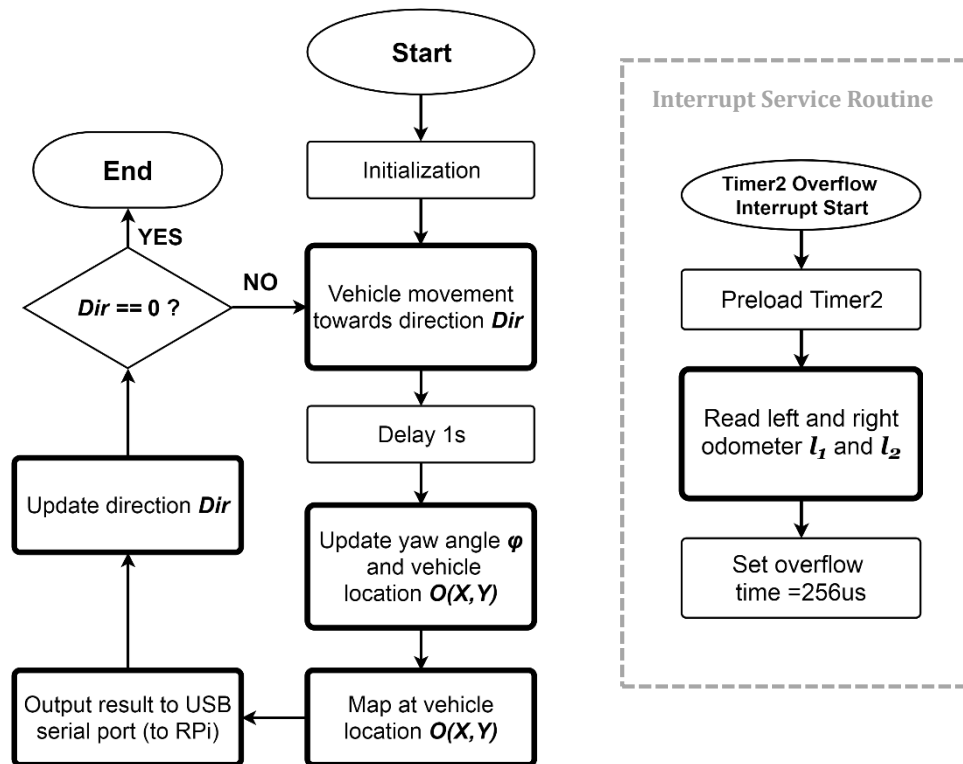 Start
Initialization
Vehicle movement
towards direction Dir
Delay 1s
Update yaw angle φ
and vehicle
location O(X,Y)
Map at vehicle
location O(X,Y)
Output result to USB
serial port (to RPi)
Update direction Dir
Dir == 0 ?
YES
NO
End
Interrupt Service Routine
Timer2 Overflow
Interrupt Start
Preload Timer2
Read left and right
odometer l₁ and l₂
Set overflow
time =256us